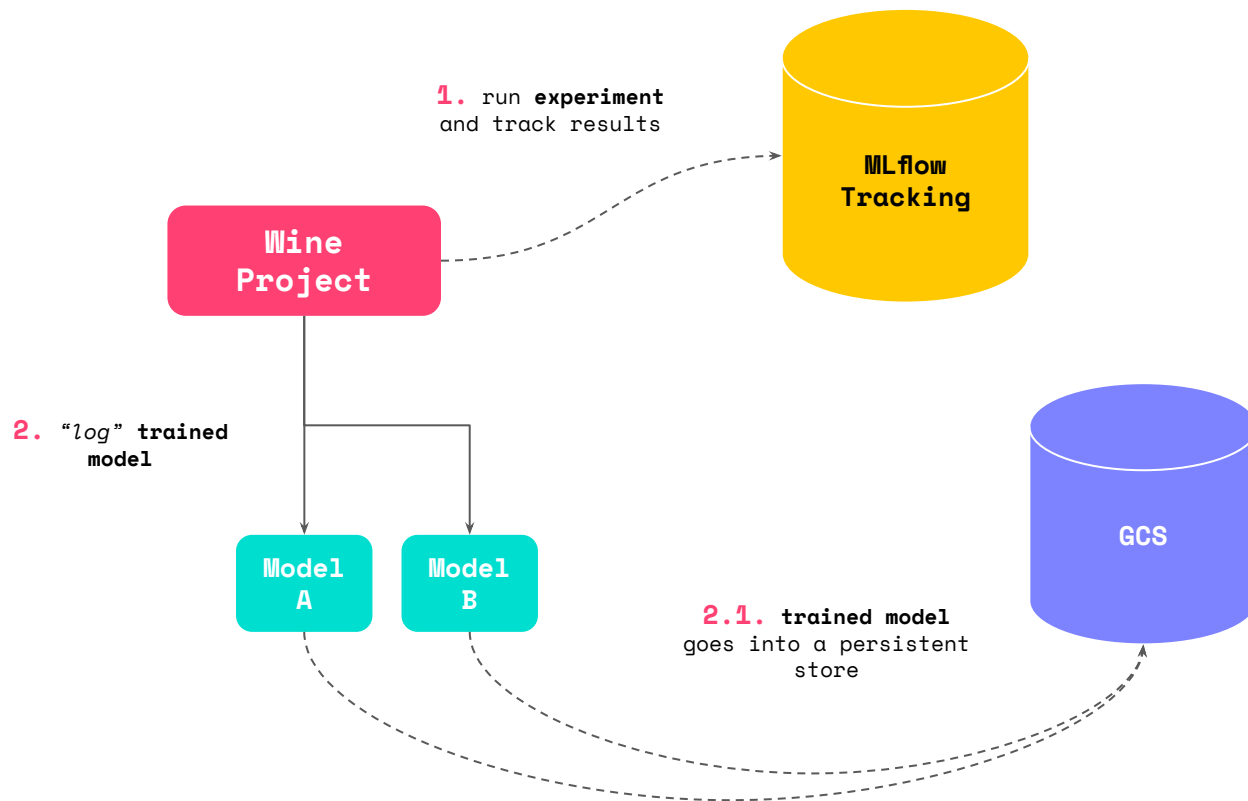 1. run experiment
and track results
MLflow
Tracking
Wine
Project
2. “log” trained
model
Model
A
Model
B
GCS
2.1. trained model
goes into a persistent
store